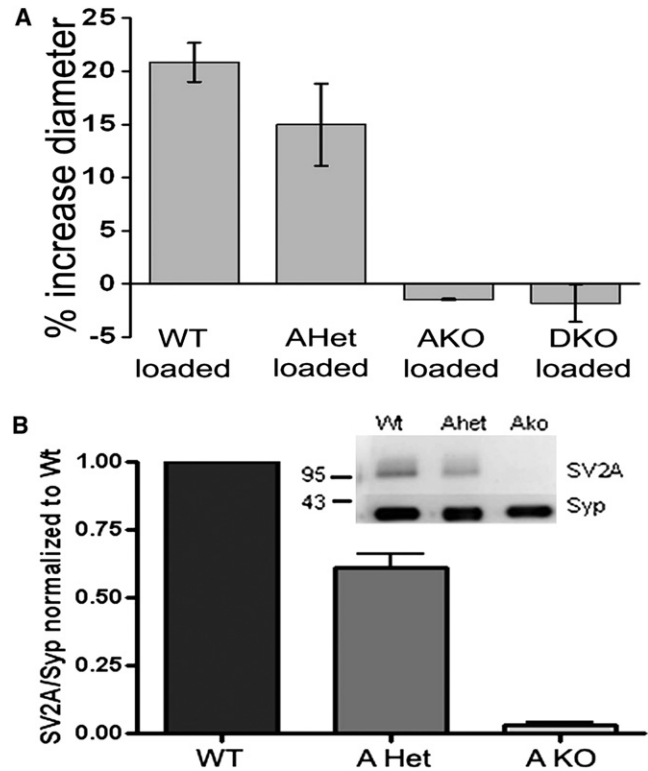 A
% increase diameter
25
20
15
10
5
0
-5
WT loaded
AHet loaded
AKO loaded
DKO loaded
B
SV2A/Syp normalized to Wt
1.00
0.75
0.50
0.25
0.00
Wt Ahet Ako
95
SV2A
43
Syp
WT
A Het
A KO